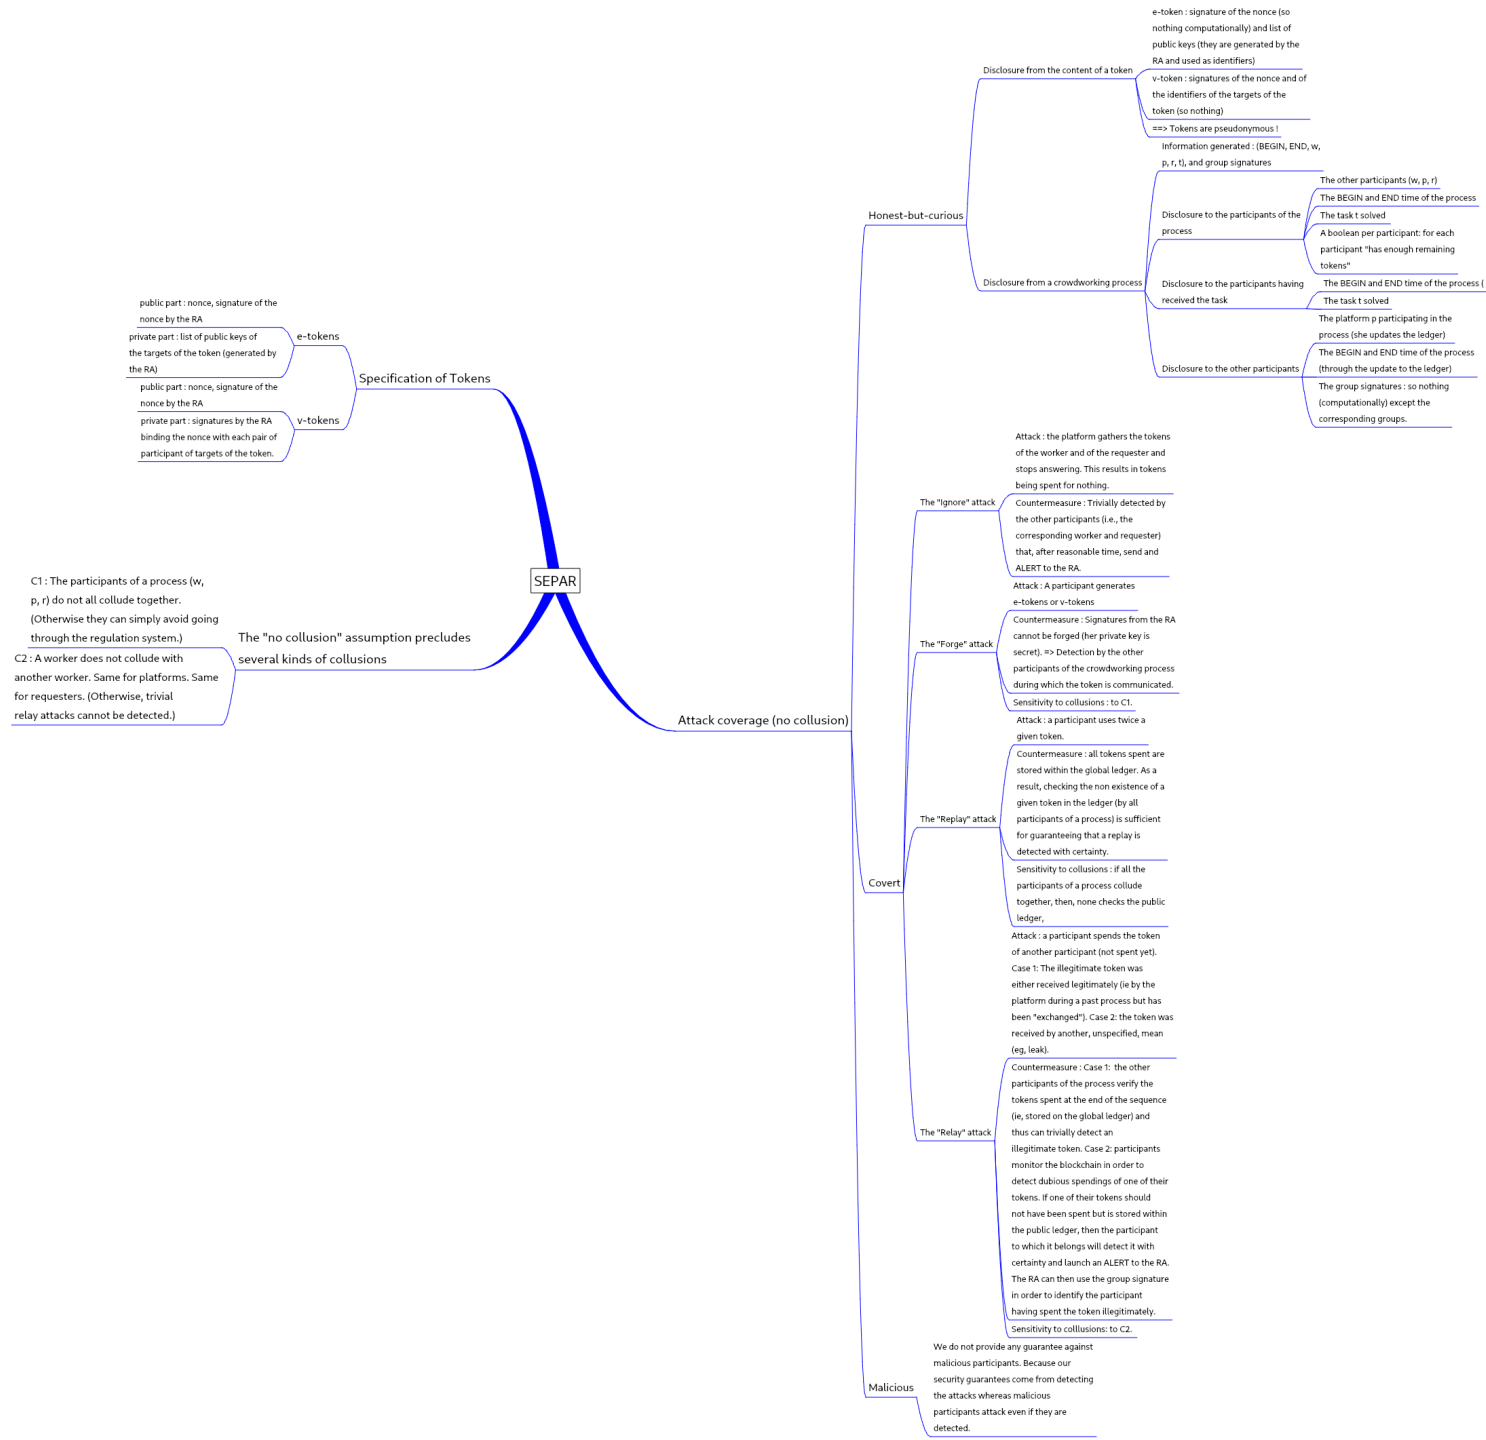 SEPAR
Specification of Tokens
e-tokens
public part : nonce, signature of the
nonce by the RA
private part : list of public keys of
the targets of the token (generated by
the RA)
v-tokens
public part : nonce, signature of the
nonce by the RA
private part : signatures by the RA
binding the nonce with each pair of
participant of targets of the token.
The "no collusion" assumption precludes
several kinds of collusions
C1 : The participants of a process (w,
p, r) do not all collude together.
(Otherwise they can simply avoid going
through the regulation system.)
C2 : A worker does not collude with
another worker. Same for platforms. Same
for requesters. (Otherwise, trivial
relay attacks cannot be detected.)
Attack coverage (no collusion)
Honest-but-curious
Disclosure from the content of a token
e-token : signature of the nonce (so
nothing computationally) and list of
public keys (they are generated by the
RA and used as identifiers)
v-token : signatures of the nonce and of
the identifiers of the targets of the
token (so nothing)
==> Tokens are pseudonymous !
Disclosure from a crowdworking process
Information generated : (BEGIN, END, w,
p, r, t), and group signatures
Disclosure to the participants of the
process
The other participants (w, p, r)
The BEGIN and END time of the process
The task t solved
A boolean per participant: for each
participant "has enough remaining
tokens"
Disclosure to the participants having
received the task
The BEGIN and END time of the process (
The task t solved
Disclosure to the other participants
The platform p participating in the
process (she updates the ledger)
The BEGIN and END time of the process
(through the update to the ledger)
The group signatures : so nothing
(computationally) except the
corresponding groups.
Covert
The "Ignore" attack
Attack : the platform gathers the tokens
of the worker and of the requester and
stops answering. This results in tokens
being spent for nothing.
Countermeasure : Trivially detected by
the other participants (i.e., the
corresponding worker and requester)
that, after reasonable time, send and
ALERT to the RA.
The "Forge" attack
Attack : A participant generates
e-tokens or v-tokens
Countermeasure : Signatures from the RA
cannot be forged (her private key is
secret). => Detection by the other
participants of the crowdworking process
during which the token is communicated.
Sensitivity to collusions : to C1.
The "Replay" attack
Attack : a participant uses twice a
given token.
Countermeasure : all tokens spent are
stored within the global ledger. As a
result, checking the non existence of a
given token in the ledger (by all
participants of a process) is sufficient
for guaranteeing that a replay is
detected with certainty.
Sensitivity to collusions : if all the
participants of a process collude
together, then, none checks the public
ledger,
The "Relay" attack
Attack : a participant spends the token
of another participant (not spent yet).
Case 1: The illegitimate token was
either received legitimately (ie by the
platform during a past process but has
been "exchanged"). Case 2: the token was
received by another, unspecified, mean
(eg, leak).
Countermeasure : Case 1: the other
participants of the process verify the
tokens spent at the end of the sequence
(ie, stored on the global ledger) and
thus can trivially detect an
illegitimate token. Case 2: participants
monitor the blockchain in order to
detect dubious spendings of one of their
tokens. If one of their tokens should
not have been spent but is stored within
the public ledger, then the participant
to which it belongs will detect it with
certainty and launch an ALERT to the RA.
The RA can then use the group signature
in order to identify the participant
having spent the token illegitimately.
Sensitivity to colllusions: to C2.
Malicious
We do not provide any guarantee against
malicious participants. Because our
security guarantees come from detecting
the attacks whereas malicious
participants attack even if they are
detected.